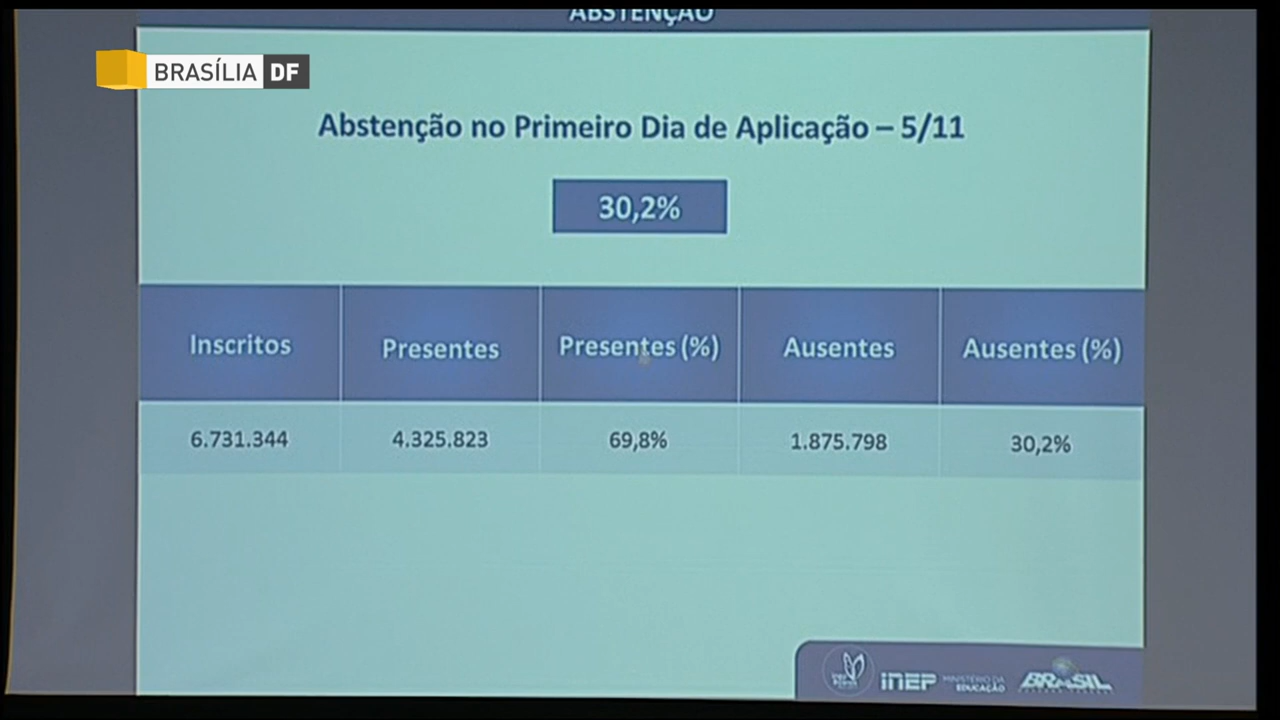 ABSTENÇÃO
BRASÍLIA DF
Abstenção no Primeiro Dia de Aplicação – 5/11
30,2%
Inscritos Presentes Presentes (%) Ausentes Ausentes (%)
6.731.344 4.325.823 69,8% 1.875.798 30,2%
INEP MINISTÉRIO DA EDUCAÇÃO BRASIL